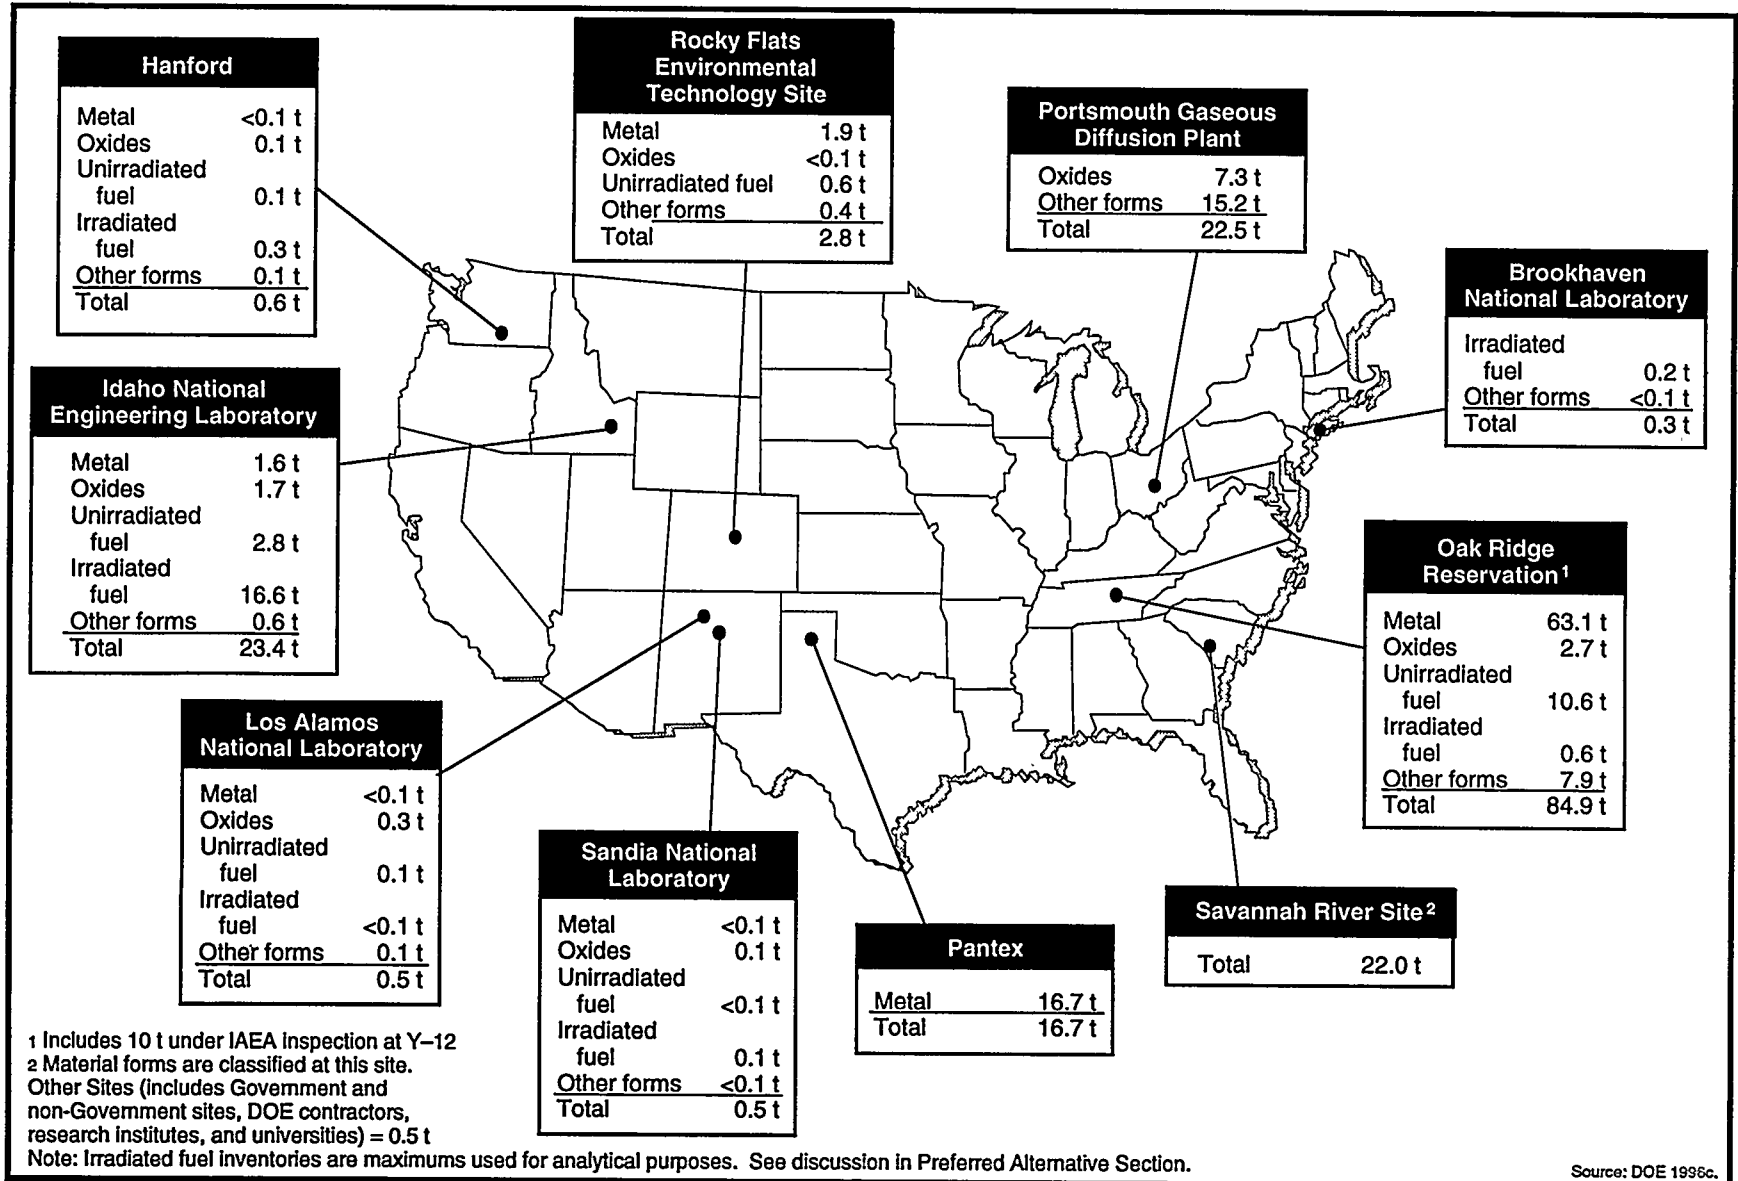 Hanford
Metal <0.1 t
Oxides 0.1 t
Unirradiated
fuel 0.1 t
Irradiated
fuel 0.3 t
Other forms 0.1 t
Total 0.6 t
Rocky Flats
Environmental
Technology Site
Metal 1.9 t
Oxides <0.1 t
Unirradiated fuel 0.6 t
Other forms 0.4 t
Total 2.8 t
Portsmouth Gaseous
Diffusion Plant
Oxides 7.3 t
Other forms 15.2 t
Total 22.5 t
Brookhaven
National Laboratory
Irradiated
fuel 0.2 t
Other forms <0.1 t
Total 0.3 t
Idaho National
Engineering Laboratory
Metal 1.6 t
Oxides 1.7 t
Unirradiated
fuel 2.8 t
Irradiated
fuel 16.6 t
Other forms 0.6 t
Total 23.4 t
Oak Ridge
Reservation 1
Metal 63.1 t
Oxides 2.7 t
Unirradiated
fuel 10.6 t
Irradiated
fuel 0.6 t
Other forms 7.9 t
Total 84.9 t
Los Alamos
National Laboratory
Metal <0.1 t
Oxides 0.3 t
Unirradiated
fuel 0.1 t
Irradiated
fuel <0.1 t
Other forms 0.1 t
Total 0.5 t
Sandia National
Laboratory
Metal <0.1 t
Oxides 0.1 t
Unirradiated
fuel <0.1 t
Irradiated
fuel 0.1 t
Other forms <0.1 t
Total 0.5 t
Pantex
Metal 16.7 t
Total 16.7 t
Savannah River Site 2
Total 22.0 t
1 Includes 10 t under IAEA inspection at Y–12
2 Material forms are classified at this site.
Other Sites (includes Government and
non-Government sites, DOE contractors,
research institutes, and universities) = 0.5 t
Note: Irradiated fuel inventories are maximums used for analytical purposes. See discussion in Preferred Alternative Section.
Source: DOE 1996c.